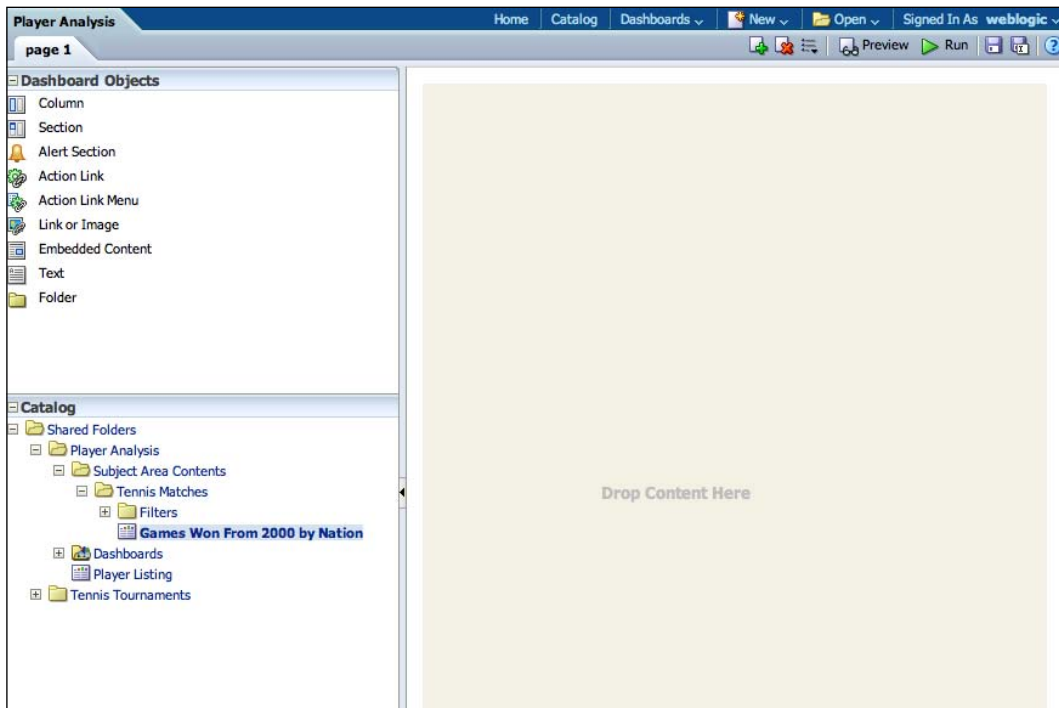 Player Analysis
Home Catalog Dashboards New Open Signed In As weblogic
page 1
Preview Run
Dashboard Objects
Column
Section
Alert Section
Action Link
Action Link Menu
Link or Image
Embedded Content
Text
Folder
Catalog
Shared Folders
Player Analysis
Subject Area Contents
Tennis Matches
Filters
Games Won From 2000 by Nation
Dashboards
Player Listing
Tennis Tournaments
Drop Content Here